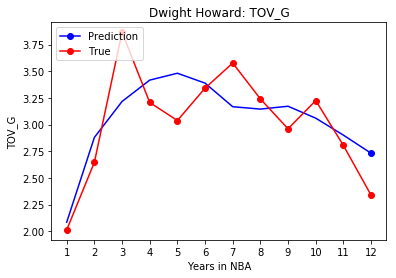 Dwight Howard: TOV_G
Prediction
True
3.75
3.50
3.25
3.00
2.75
2.50
2.25
2.00
TOV_G
1 2 3 4 5 6 7 8 9 10 11 12
Years in NBA